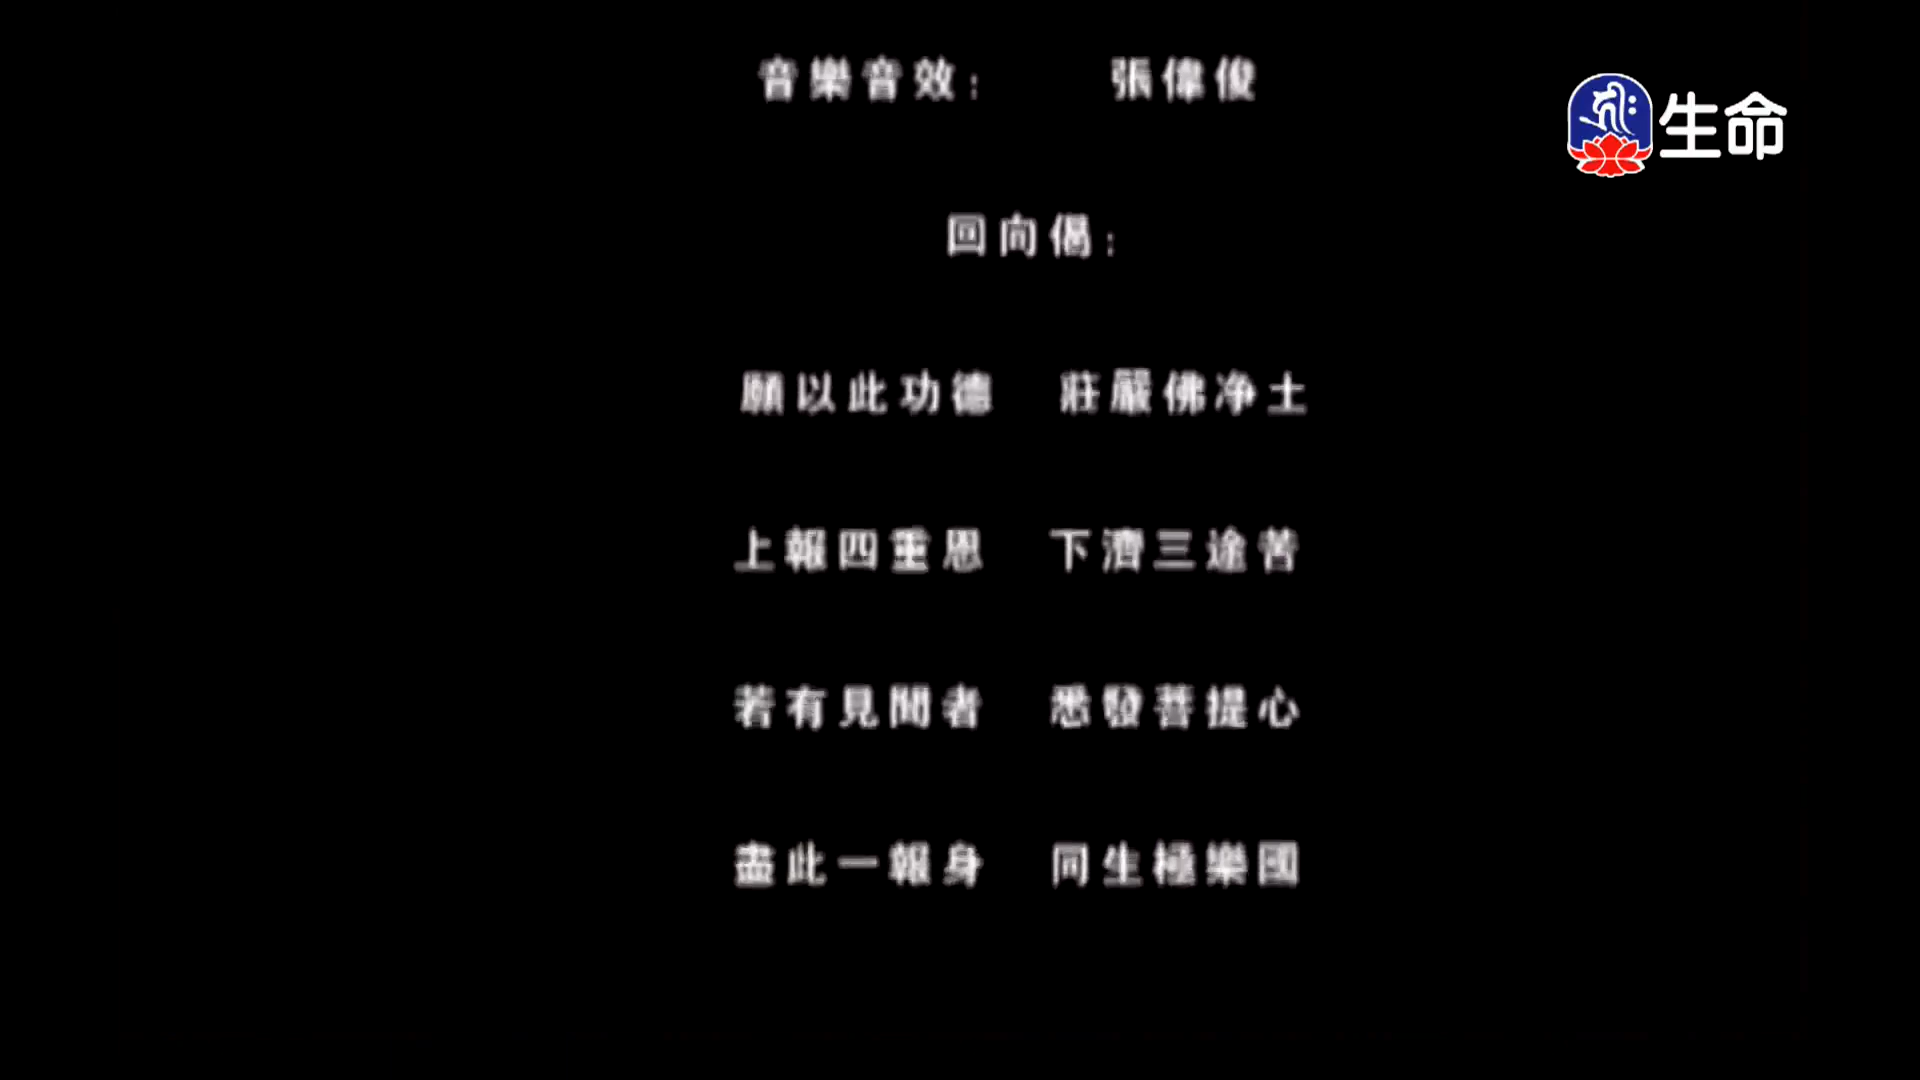 音樂音效: 張偉俊
生命
回向偈:
願以此功德 莊嚴佛净土
上報四重恩 下濟三途苦
若有見聞者 悉發菩提心
盡此一報身 同生極樂國